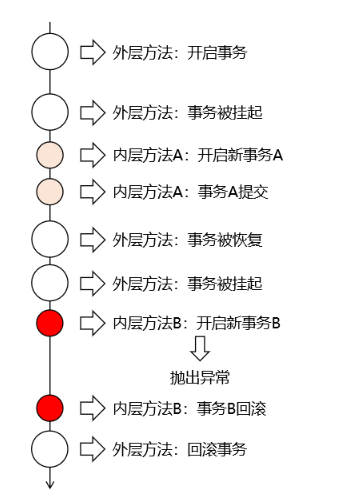 外层方法：开启事务
外层方法：事务被挂起
内层方法A：开启新事务A
内层方法A：事务A提交
外层方法：事务被恢复
外层方法：事务被挂起
内层方法B：开启新事务B
抛出异常
内层方法B：事务B回滚
外层方法：回滚事务